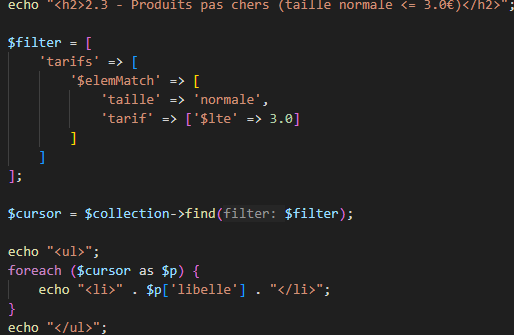 echo "<h2>2.3 - Produits pas chers (taille normale <= 3.0€)</h2>";
$filter = [
'tarifs' => [
'$elemMatch' => [
'taille' => 'normale',
'tarif' => ['$lte' => 3.0]
]
]
];
$cursor = $collection->find(filter: $filter);
echo "<ul>";
foreach ($cursor as $p) {
echo "<li>" . $p['libelle'] . "</li>";
}
echo "</ul>";